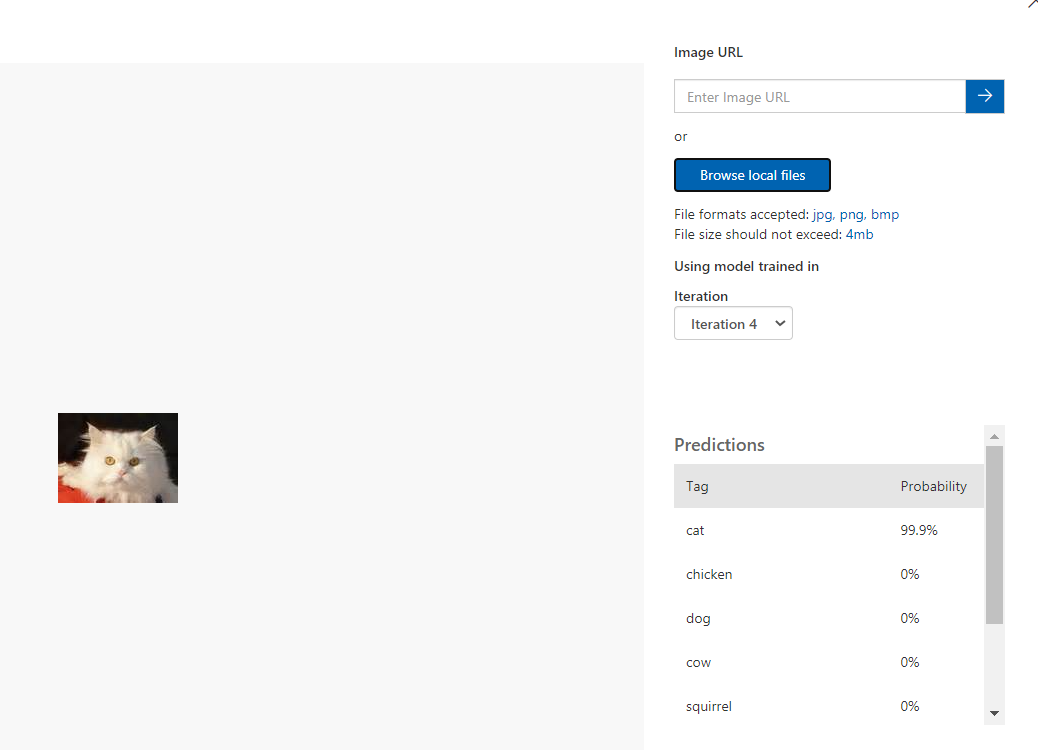 Image URL
Enter Image URL
or
Browse local files
File formats accepted: jpg, png, bmp
File size should not exceed: 4mb
Using model trained in
Iteration
Iteration 4
Predictions
Tag Probability
cat 99.9%
chicken 0%
dog 0%
cow 0%
squirrel 0%